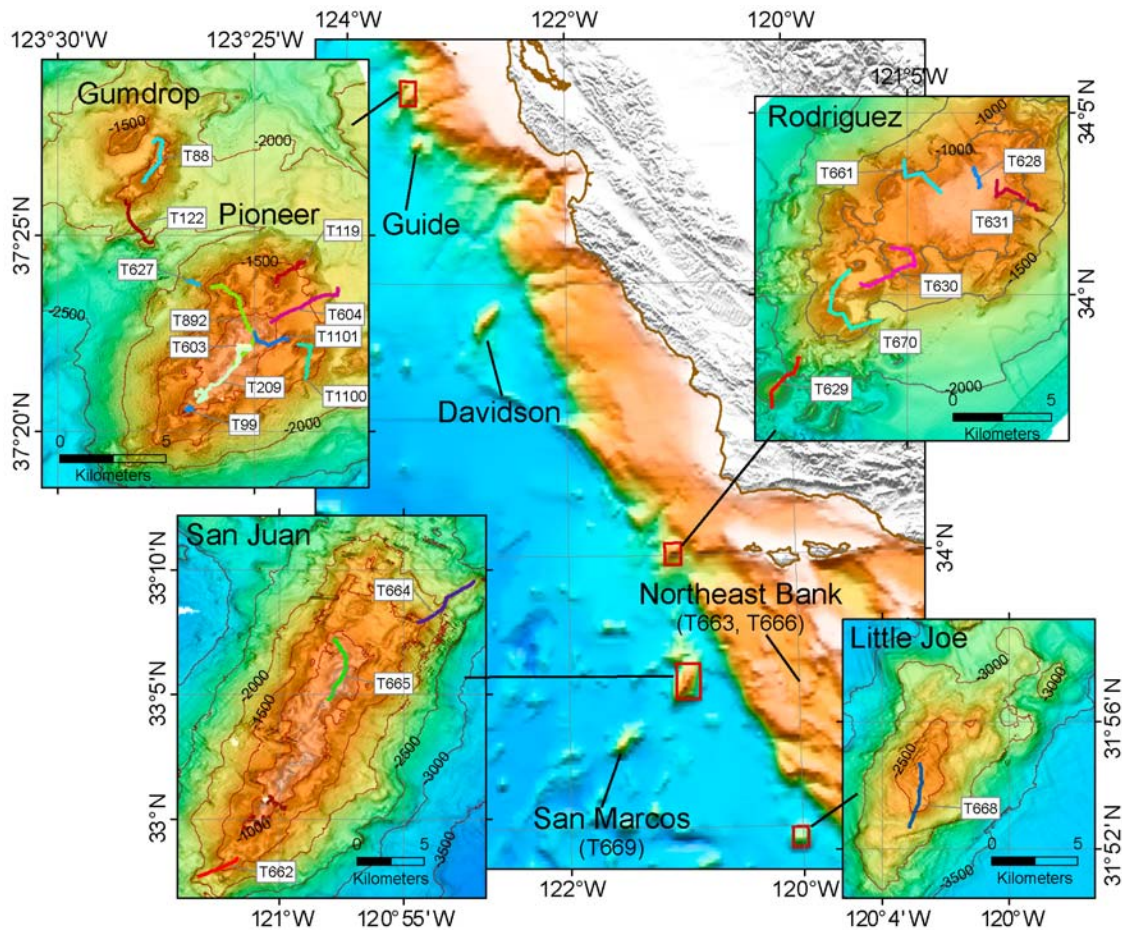 124°W
122°W
120°W
123°30'W
123°25'W
Gumdrop
-1500
-2000
T88
T122
Pioneer
T119
37°25'N
T627
-1500
-2500
T892
T604
T603
T1101
T209
T1100
T99
-2000
37°20'N
0
5
Kilometers
Guide
Davidson
121°5'W
Rodriguez
-1000
34°5'N
-1000
T628
T661
T631
-1500
T630
34°N
T670
T629
-2000
0
5
Kilometers
34°N
San Juan
33°10'N
T664
-2000
T665
-1500
33°5'N
-2500
-3000
33°N
-1000
0
5
-3500
T662
Kilometers
121°W
120°55'W
Northeast Bank
(T663, T666)
San Marcos
(T669)
122°W
120°W
Little Joe
-3000
-3000
31°56'N
-2500
T668
0
5
Kilometers
31°52'N
-3500
120°4'W
120°W